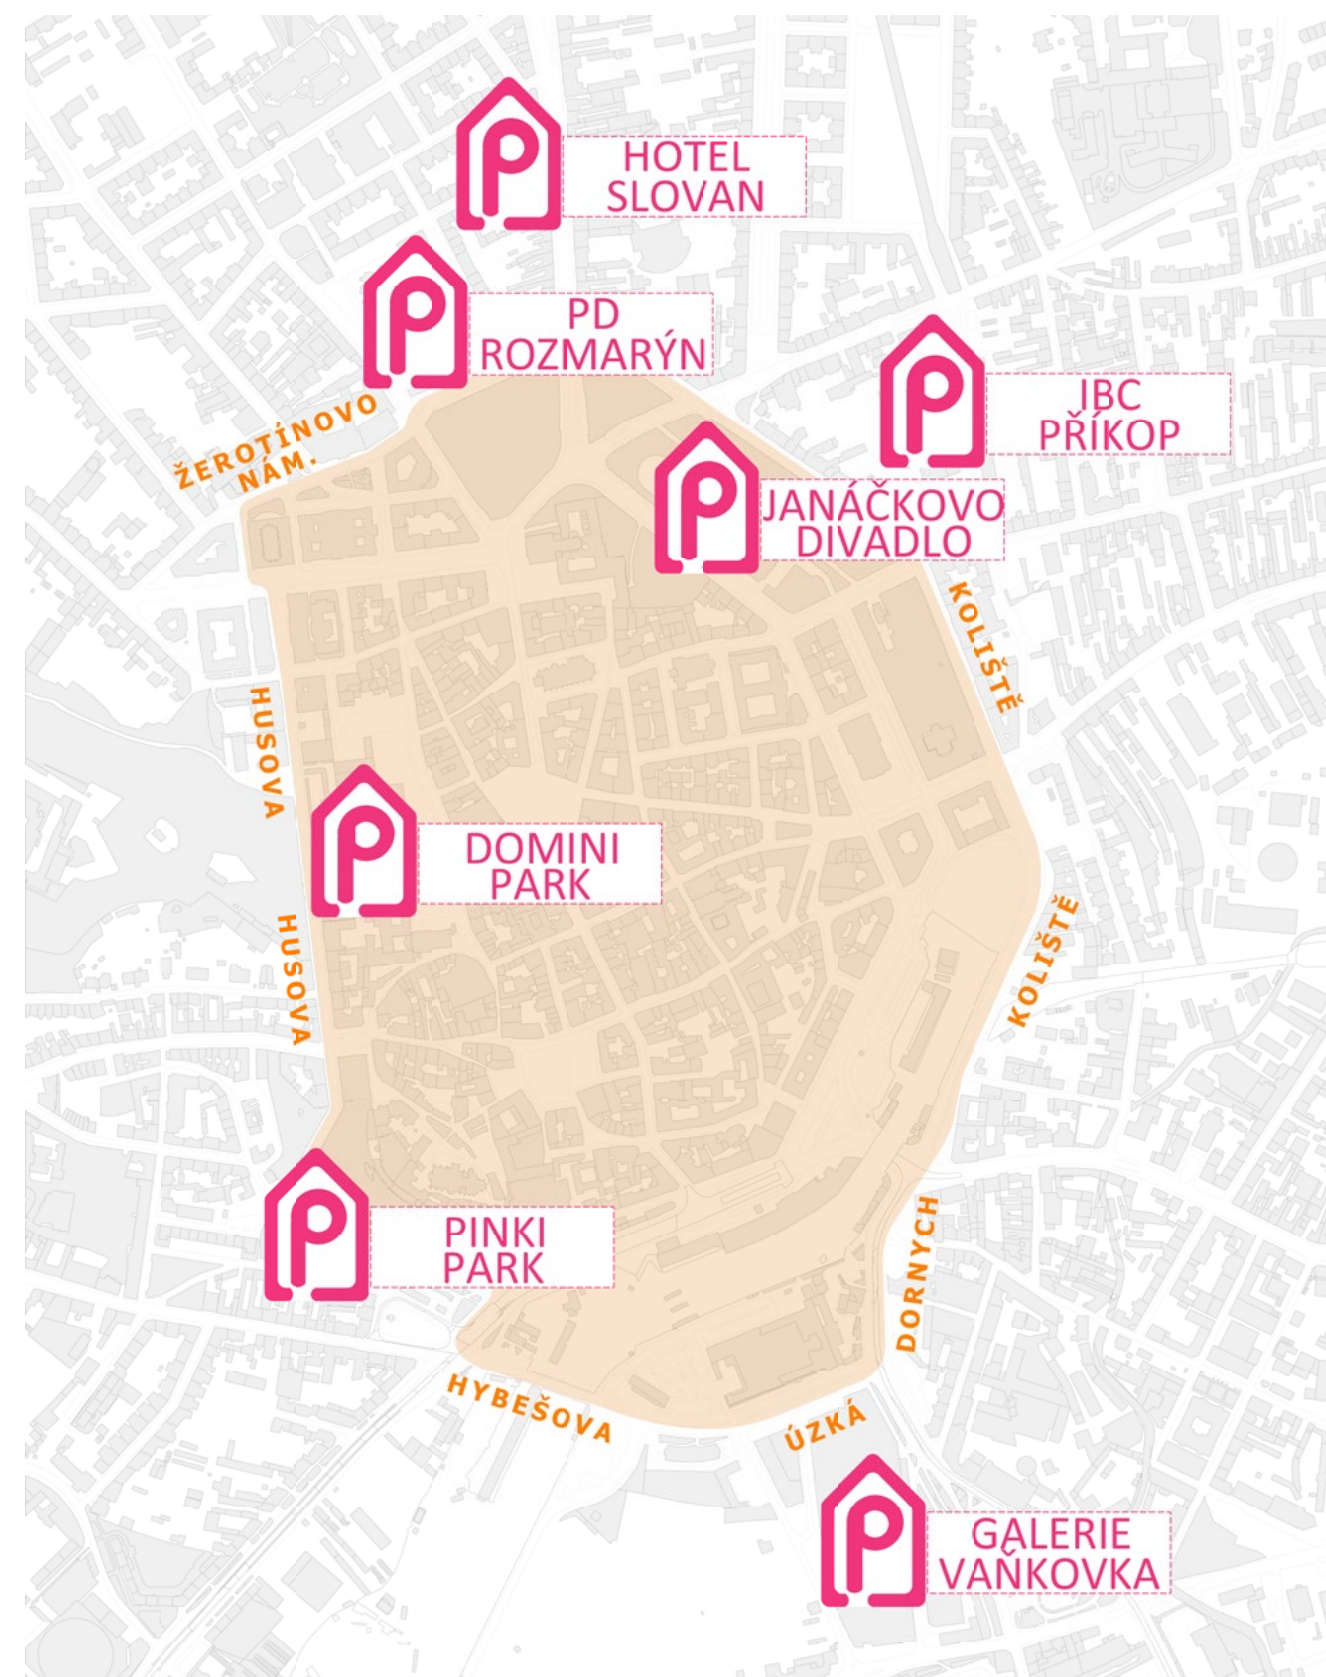 P
HOTEL
SLOVAN
P
PD
ROZMARÝN
P
IBC
PŘÍKOP
ŽEROTÍNOVO
NÁM.
P
JANÁČKOVO
DIVADLO
KOLIŠTĚ
HUSOVA
P
DOMINI
PARK
KOLIŠTĚ
HUSOVA
P
PINKI
PARK
DORNYCH
HYBEŠOVA
ÚZKÁ
P
GALERIE
VAŇKOVKA